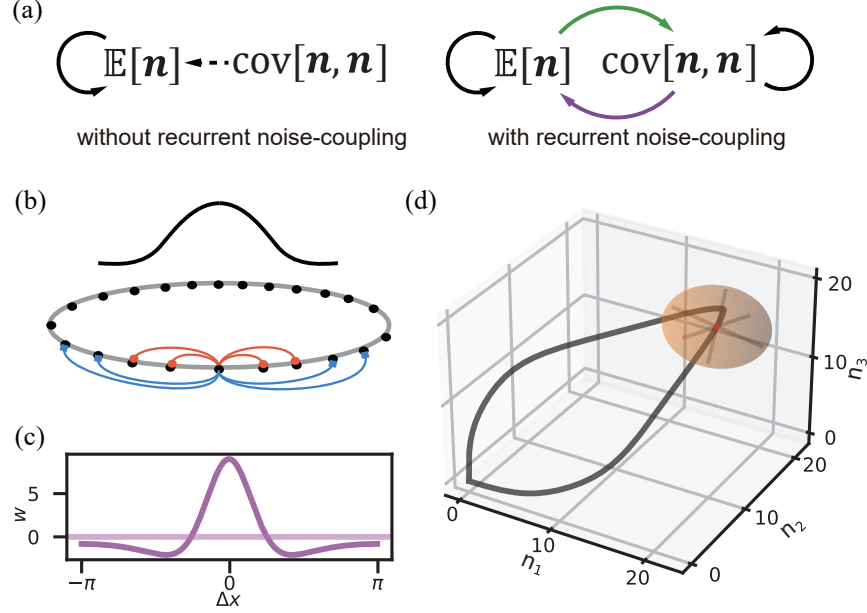 (a)
𝔼[n] cov[n, n]
without recurrent noise-coupling
𝔼[n] cov[n, n]
with recurrent noise-coupling
(b)
(c)
w
5
0
−π 0 π
Δx
(d)
20
10
0
n₃
20
10
0
n₂
0
10
20
n₁